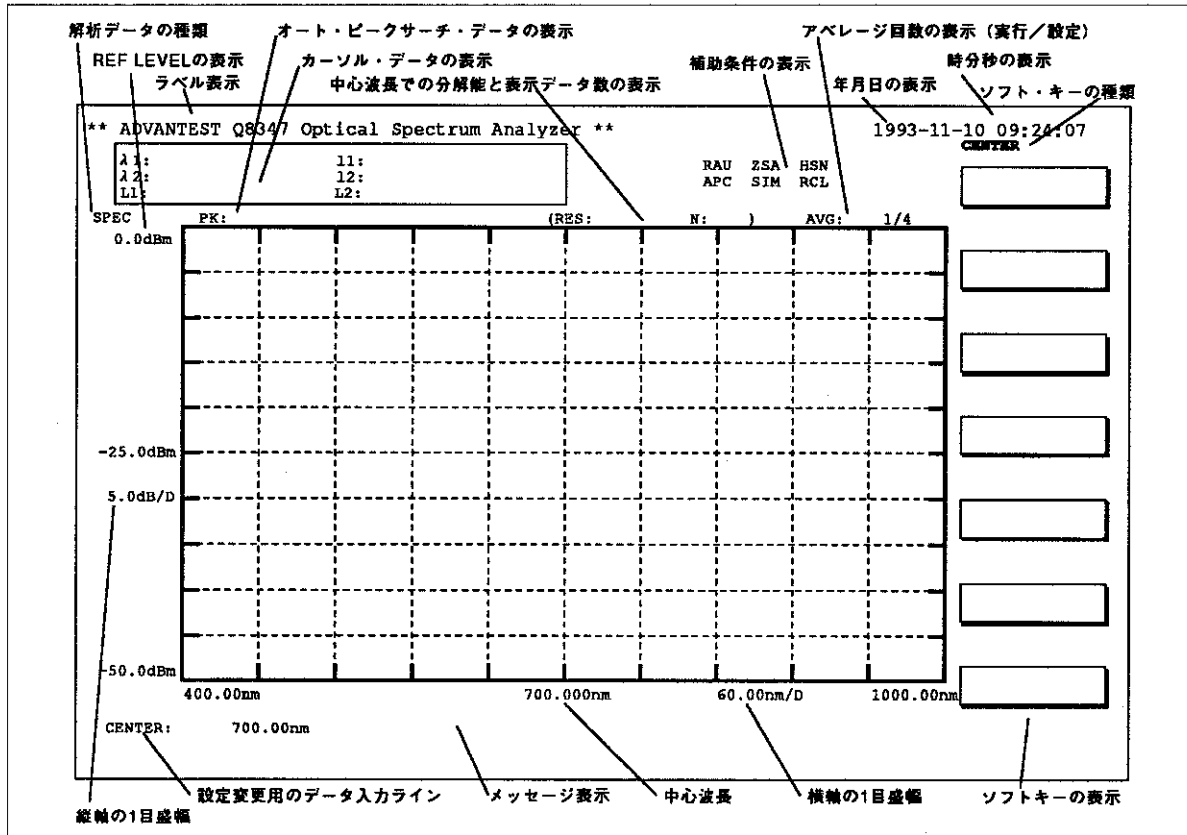 解析データの種類
オート・ピークサーチ・データの表示
アベレージ回数の表示（実行／設定）
REF LEVELの表示
カーソル・データの表示
補助条件の表示
時分秒の表示
ラベル表示
中心波長での分解能と表示データ数の表示
年月日の表示
ソフト・キーの種類
** ADVANTEST Q8347 Optical Spectrum Analyzer **
1993-11-10 09:24:07
CENTER
λ1: l1:
λ2: l2:
L1: L2:
RAU ZSA HSN
APC SIM RCL
SPEC PK: (RES: N: ) AVG: 1/4
0.0dBm
-25.0dBm
5.0dB/D
-50.0dBm
400.00nm 700.000nm 60.00nm/D 1000.00nm
CENTER: 700.00nm
設定変更用のデータ入力ライン
メッセージ表示
中心波長
横軸の1目盛幅
ソフトキーの表示
縦軸の1目盛幅